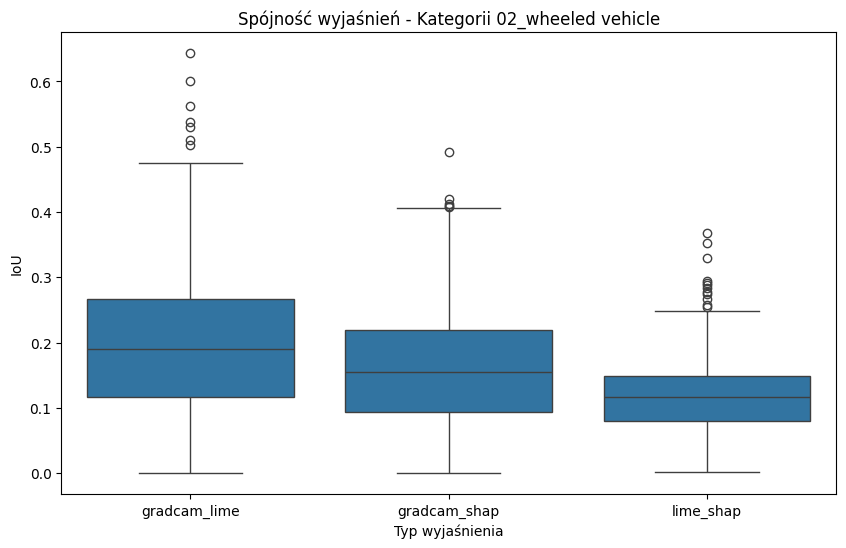 Spójność wyjaśnień - Kategorii 02_wheeled vehicle
IoU
0.6
0.5
0.4
0.3
0.2
0.1
0.0
gradcam_lime
gradcam_shap
lime_shap
Typ wyjaśnienia